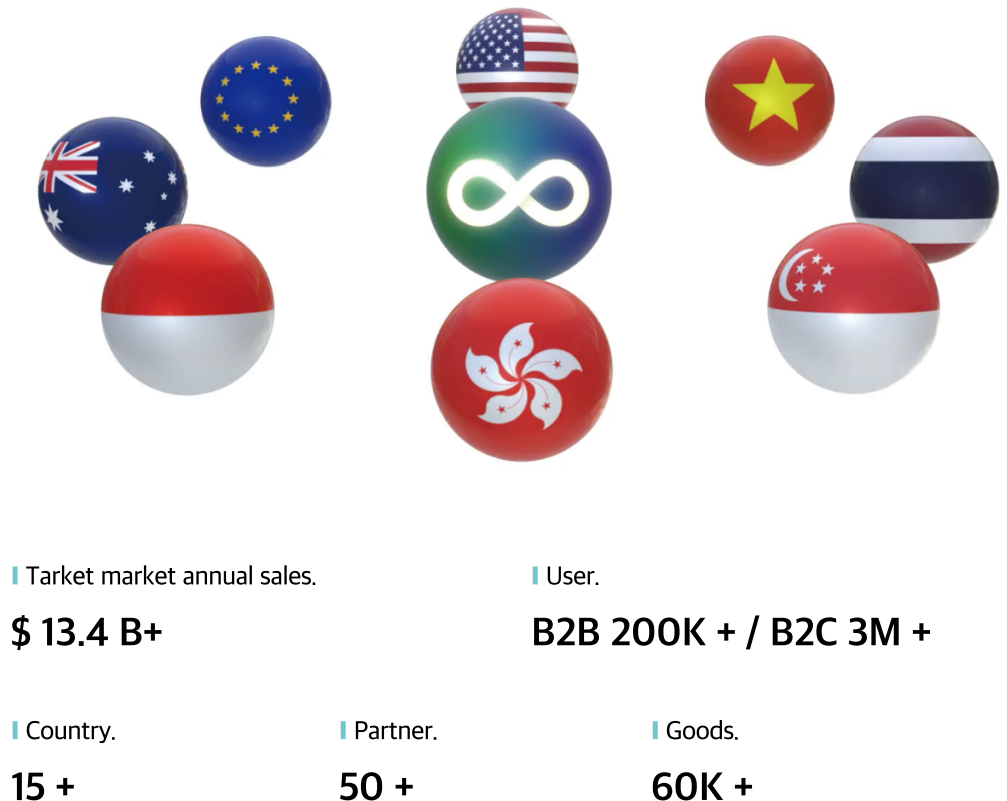 Tarket market annual sales.
$ 13.4 B+
User.
B2B 200K + / B2C 3M +
Country.
15 +
Partner.
50 +
Goods.
60K +